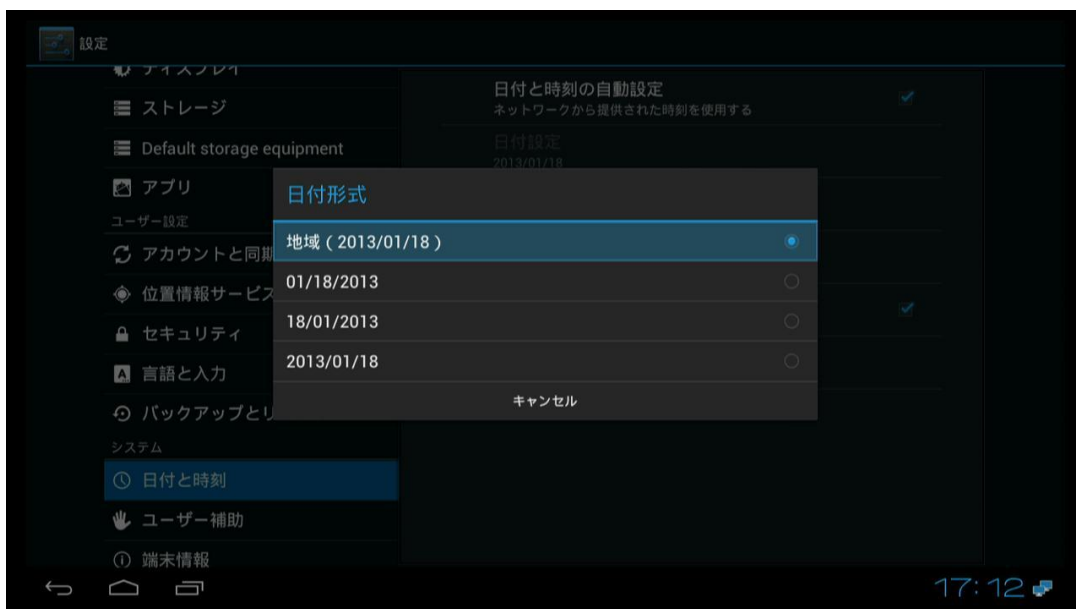 設定
ディスプレイ
ストレージ
Default storage equipment
アプリ
ユーザー設定
アカウントと同期
位置情報サービス
セキュリティ
言語と入力
バックアップとリ
システム
日付と時刻
ユーザー補助
端末情報
日付と時刻の自動設定
ネットワークから提供された時刻を使用する
日付設定
2013/01/18
日付形式
地域 ( 2013/01/18 )
01/18/2013
18/01/2013
2013/01/18
キャンセル
17:12